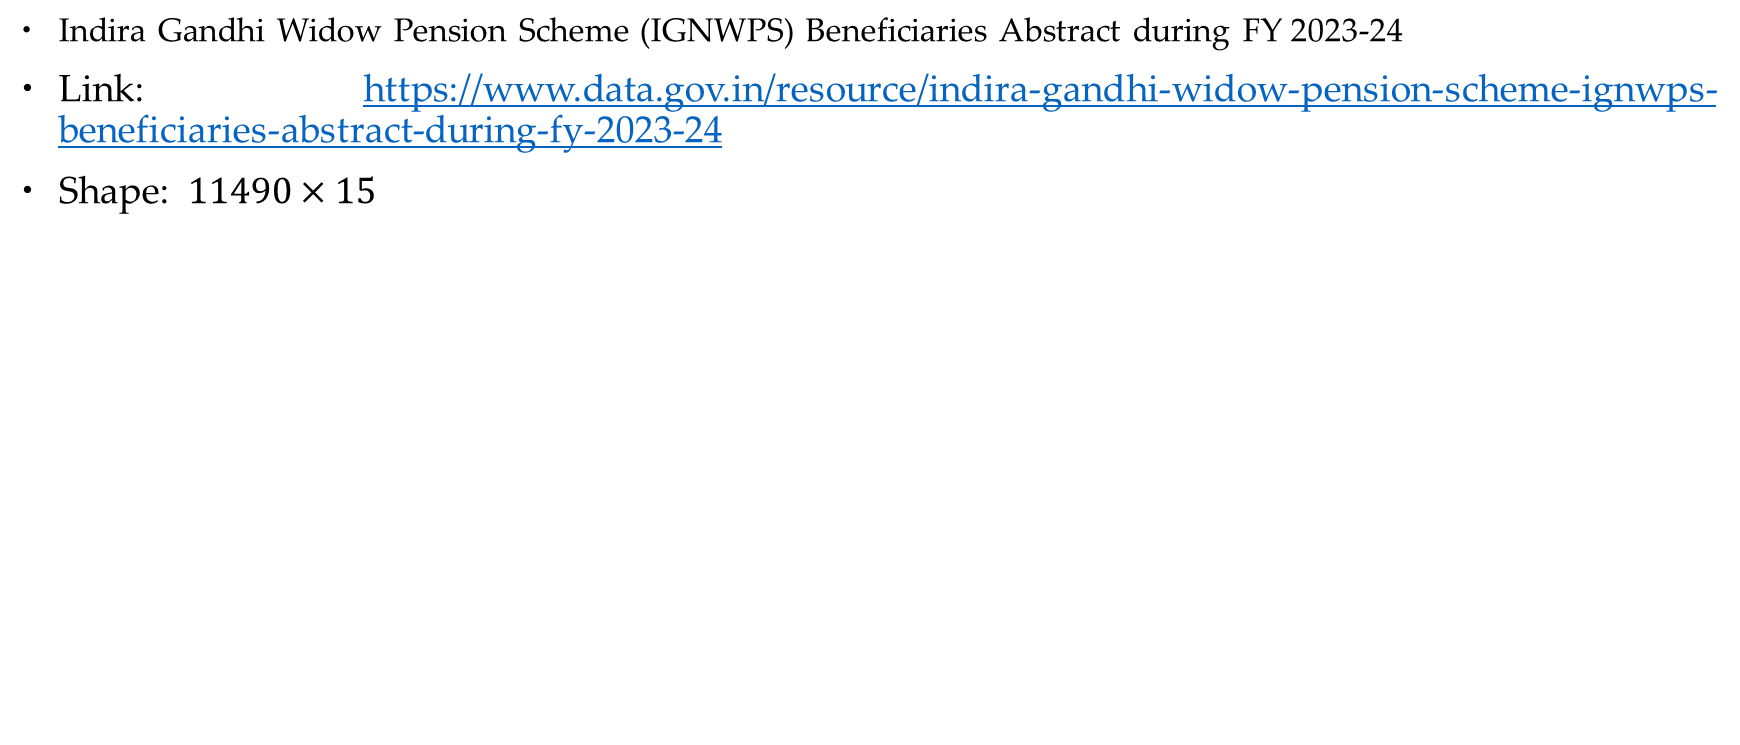 • Indira Gandhi Widow Pension Scheme (IGNWPS) Beneficiaries Abstract during FY 2023-24
• Link: https://www.data.gov.in/resource/indira-gandhi-widow-pension-scheme-ignwps-
beneficiaries-abstract-during-fy-2023-24
• Shape: 11490 × 15